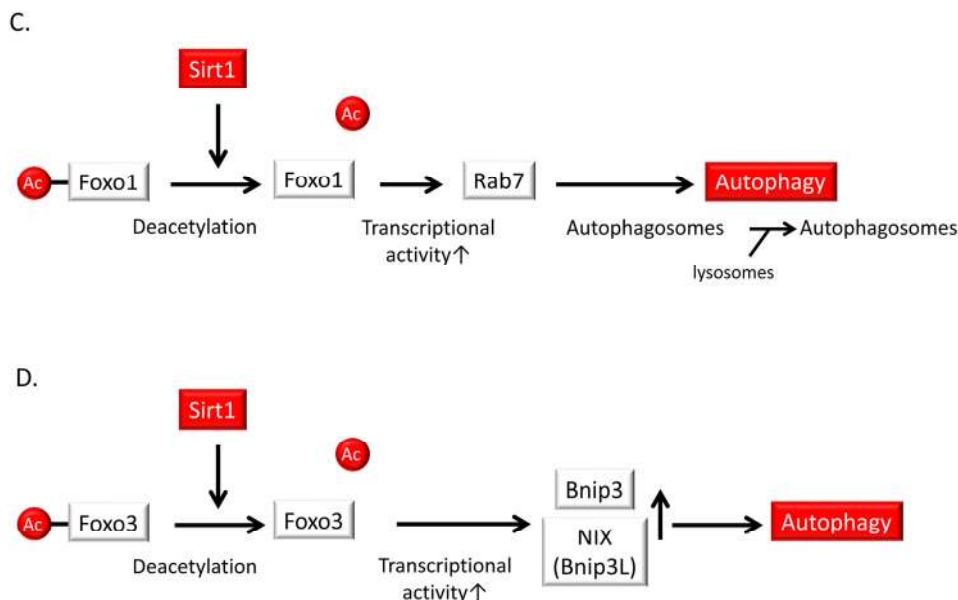 C.
Sirt1
Ac
Ac Foxo1 Foxo1 Rab7 Autophagy
Deacetylation Transcriptional activity↑ Autophagosomes Autophagosomes
lysosomes
D.
Sirt1
Ac
Bnip3
Ac Foxo3 Foxo3 NIX (Bnip3L) Autophagy
Deacetylation Transcriptional activity↑